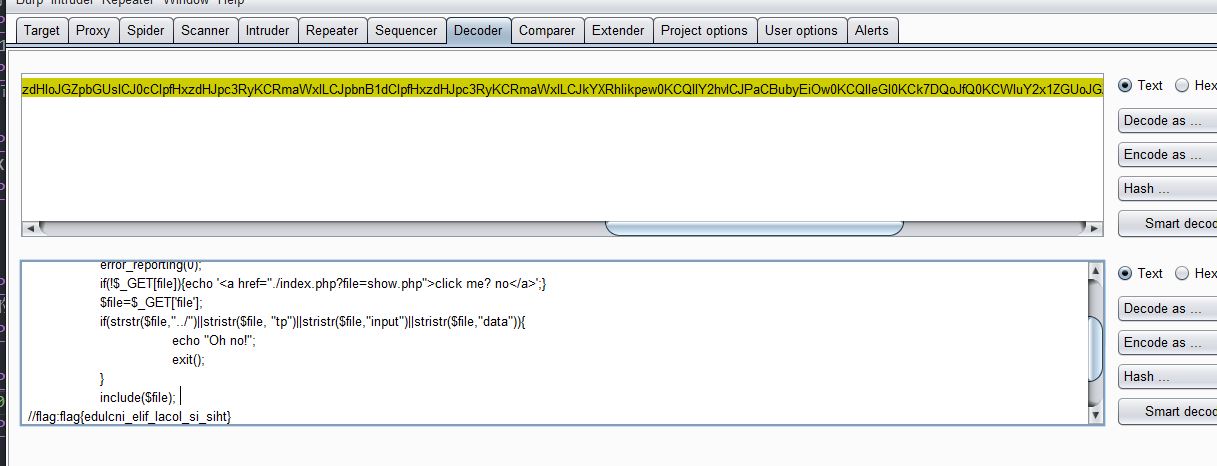 Burp Intruder Repeater Window Help
Target Proxy Spider Scanner Intruder Repeater Sequencer Decoder Comparer Extender Project options User options Alerts
Text Hex
Decode as ...
Encode as ...
Hash ...
Smart decod
error_reporting(0);
if(!$_GET[file]){echo '<a href="./index.php?file=show.php">click me? no</a>';}
$file=$_GET['file'];
if(strstr($file,"../")||stristr($file, "tp")||stristr($file,"input")||stristr($file,"data")){
echo "Oh no!";
exit();
}
include($file);
//flag:flag{edulcni_elif_lacol_si_siht}
Text Hex
Decode as ...
Encode as ...
Hash ...
Smart decod